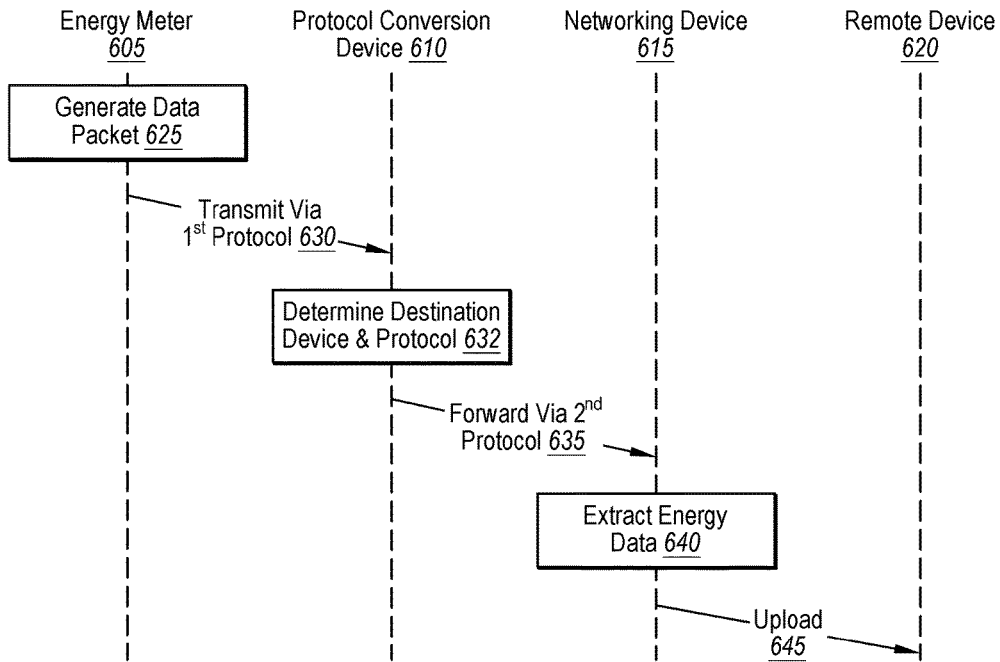 Energy Meter
605
Protocol Conversion
Device 610
Networking Device
615
Remote Device
620
Generate Data
Packet 625
Transmit Via
1st Protocol 630
Determine Destination
Device & Protocol 632
Forward Via 2nd
Protocol 635
Extract Energy
Data 640
Upload
645